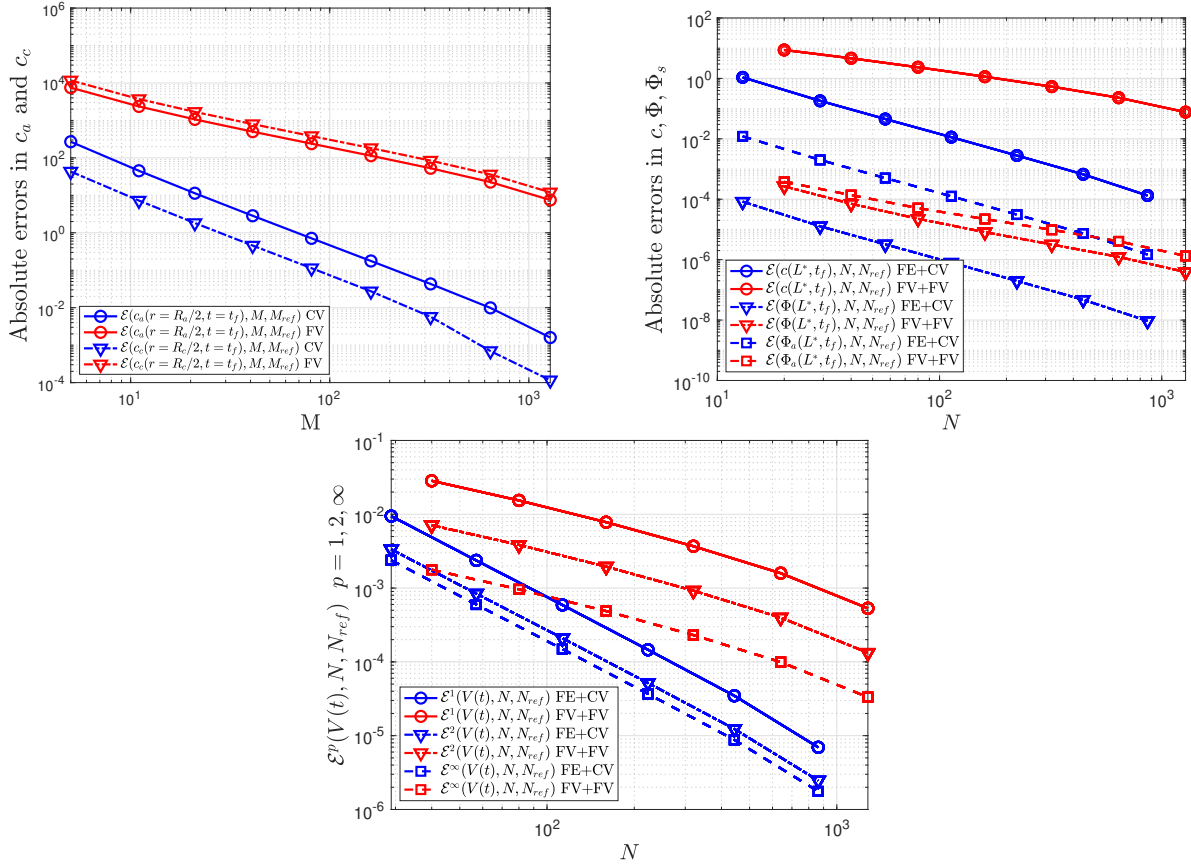 Absolute errors in c_a and c_c
10^6
10^4
10^2
10^0
10^-2
10^-4
10^1
10^2
10^3
M
ℰ(c_a(r = R_a/2, t = t_f), M, M_ref) CV
ℰ(c_a(r = R_a/2, t = t_f), M, M_ref) FV
ℰ(c_c(r = R_c/2, t = t_f), M, M_ref) CV
ℰ(c_c(r = R_c/2, t = t_f), M, M_ref) FV
Absolute errors in c, Φ, Φ_s
10^2
10^0
10^-2
10^-4
10^-6
10^-8
10^-10
10^1
10^2
10^3
N
ℰ(c(L*, t_f), N, N_ref) FE+CV
ℰ(c(L*, t_f), N, N_ref) FV+FV
ℰ(Φ(L*, t_f), N, N_ref) FE+CV
ℰ(Φ(L*, t_f), N, N_ref) FV+FV
ℰ(Φ_a(L*, t_f), N, N_ref) FE+CV
ℰ(Φ_a(L*, t_f), N, N_ref) FV+FV
ℰ^p(V(t), N, N_ref) p = 1, 2, ∞
10^-1
10^-2
10^-3
10^-4
10^-5
10^-6
10^2
10^3
N
ℰ^1(V(t), N, N_ref) FE+CV
ℰ^1(V(t), N, N_ref) FV+FV
ℰ^2(V(t), N, N_ref) FE+CV
ℰ^2(V(t), N, N_ref) FV+FV
ℰ^∞(V(t), N, N_ref) FE+CV
ℰ^∞(V(t), N, N_ref) FV+FV